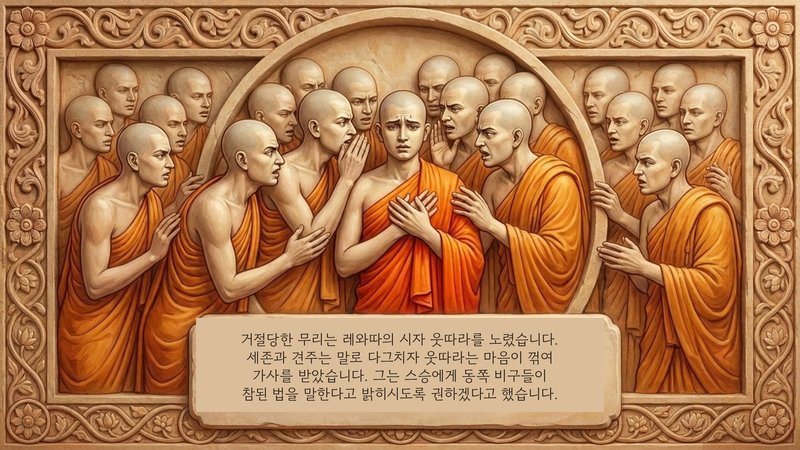 거절당한 무리는 레와따의 시자 웃따라를 노렸습니다.
세존과 견주는 말로 다그치자 웃따라는 마음이 꺾여
가사를 받았습니다. 그는 스승에게 동쪽 비구들이
참된 법을 말한다고 밝히시도록 권하겠다고 했습니다.